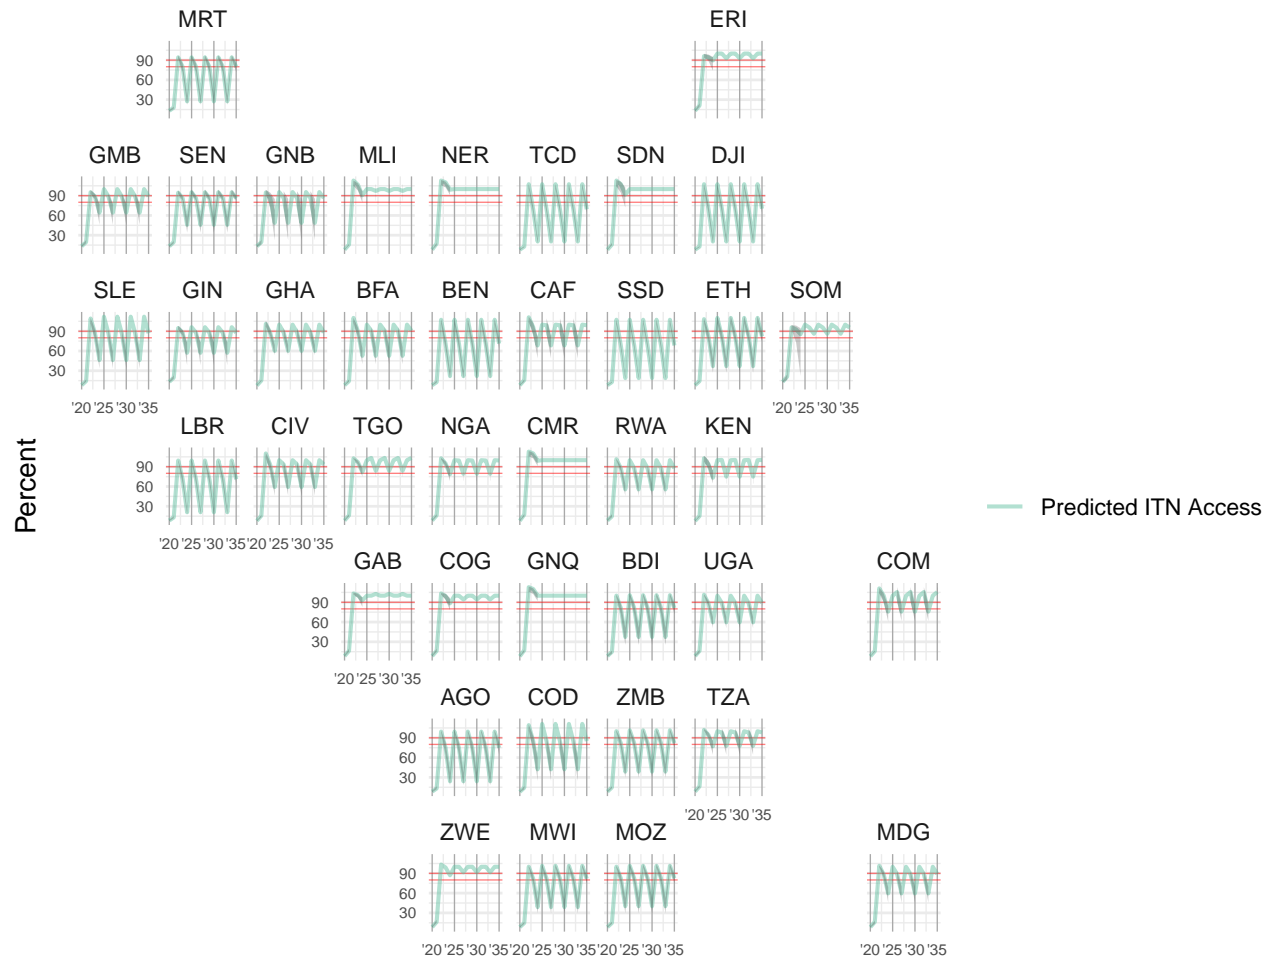 MRT ERI
90
60
30
GMB SEN GNB MLI NER TCD SDN DJI
90
60
30
SLE GIN GHA BFA BEN CAF SSD ETH SOM
90
60
30
'20 '25 '30 '35 '20 '25 '30 '35
LBR CIV TGO NGA CMR RWA KEN
90
60
30
'20 '25 '30 '35 '20 '25 '30 '35
GAB COG GNQ BDI UGA COM
90
60
30
'20 '25 '30 '35
AGO COD ZMB TZA
90
60
30
'20 '25 '30 '35
ZWE MWI MOZ MDG
90
60
30
'20 '25 '30 '35 '20 '25 '30 '35 '20 '25 '30 '35 '20 '25 '30 '35
Percent
Predicted ITN Access